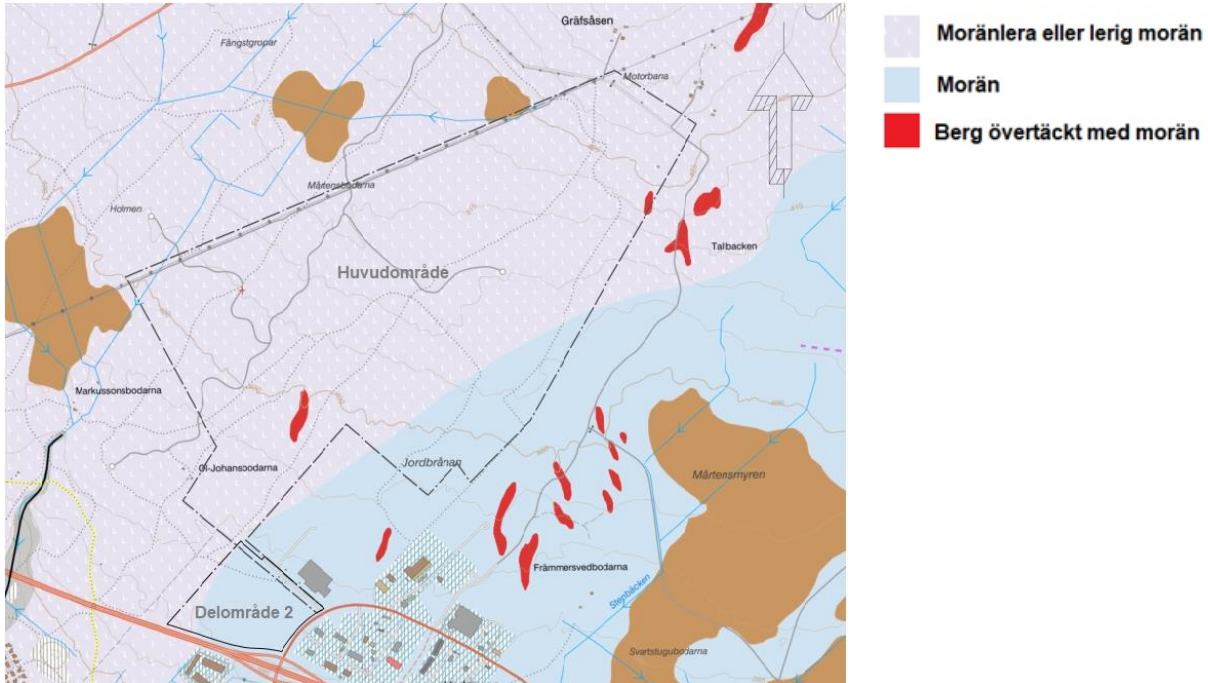 Gräfsåsen
Fångstgropar
Motorbana
Mårtensbodarna
Holmen
Talbacken
Huvudområde
Markussonsbodarna
Ol-Johansbodarna
Jordbrånan
Mårtensmyren
Främmersvedbodarna
Stenbäcken
Delområde 2
Svartstugubodarna
Moränlera eller lerig morän
Morän
Berg övertäckt med morän